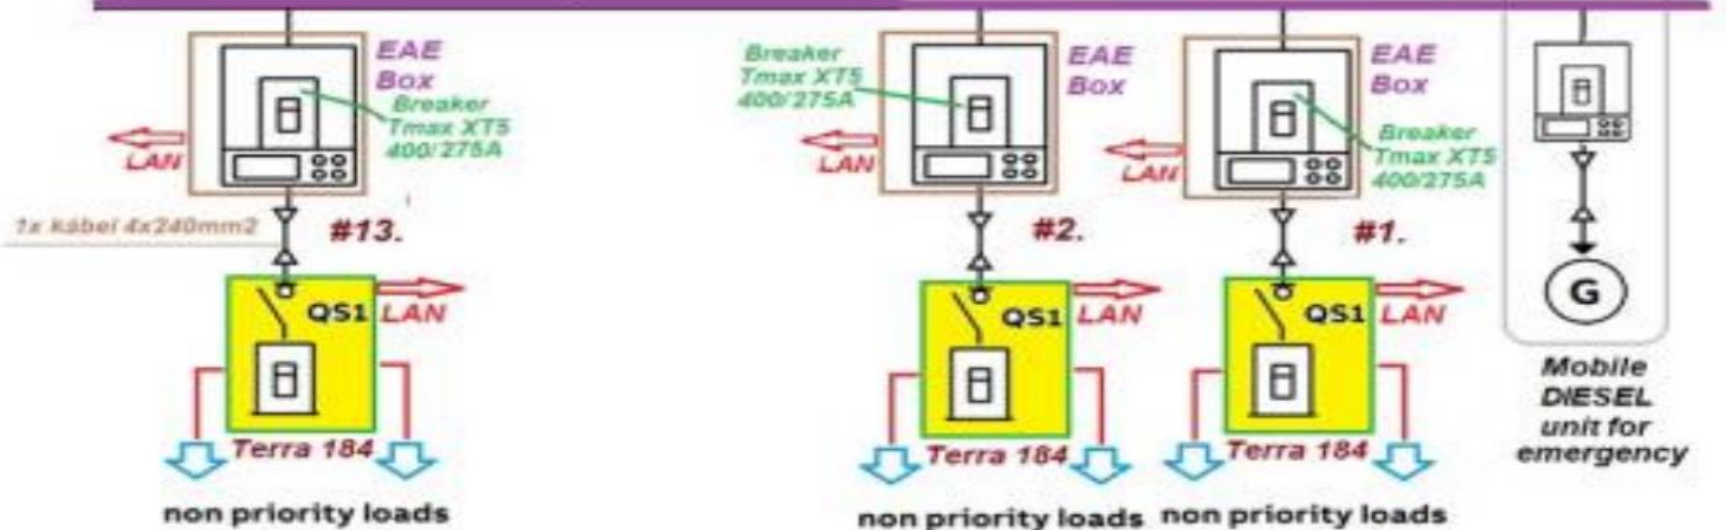 EAE
Box
Breaker
Tmax XT5
400/275A
LAN
1x kábel 4x240mm2
#13.
QS1
LAN
Terra 184
non priority loads
Breaker
Tmax XT5
400/275A
EAE
Box
LAN
#2.
QS1
LAN
Terra 184
non priority loads
EAE
Box
Breaker
Tmax XT5
400/275A
LAN
#1.
QS1
LAN
Terra 184
non priority loads
G
Mobile
DIESEL
unit for
emergency